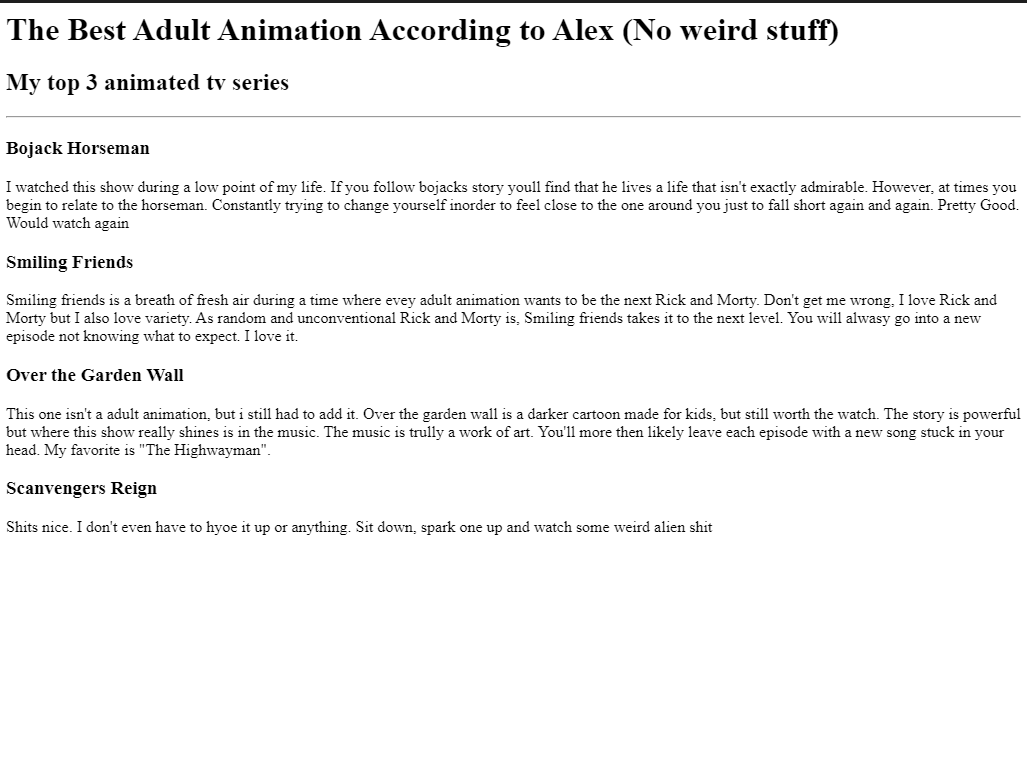 The Best Adult Animation According to Alex (No weird stuff)
My top 3 animated tv series
Bojack Horseman
I watched this show during a low point of my life. If you follow bojacks story youll find that he lives a life that isn't exactly admirable. However, at times you
begin to relate to the horseman. Constantly trying to change yourself inorder to feel close to the one around you just to fall short again and again. Pretty Good.
Would watch again
Smiling Friends
Smiling friends is a breath of fresh air during a time where evey adult animation wants to be the next Rick and Morty. Don't get me wrong, I love Rick and
Morty but I also love variety. As random and unconventional Rick and Morty is, Smiling friends takes it to the next level. You will alwasy go into a new
episode not knowing what to expect. I love it.
Over the Garden Wall
This one isn't a adult animation, but i still had to add it. Over the garden wall is a darker cartoon made for kids, but still worth the watch. The story is powerful
but where this show really shines is in the music. The music is trully a work of art. You'll more then likely leave each episode with a new song stuck in your
head. My favorite is "The Highwayman".
Scanvengers Reign
Shits nice. I don't even have to hyoe it up or anything. Sit down, spark one up and watch some weird alien shit